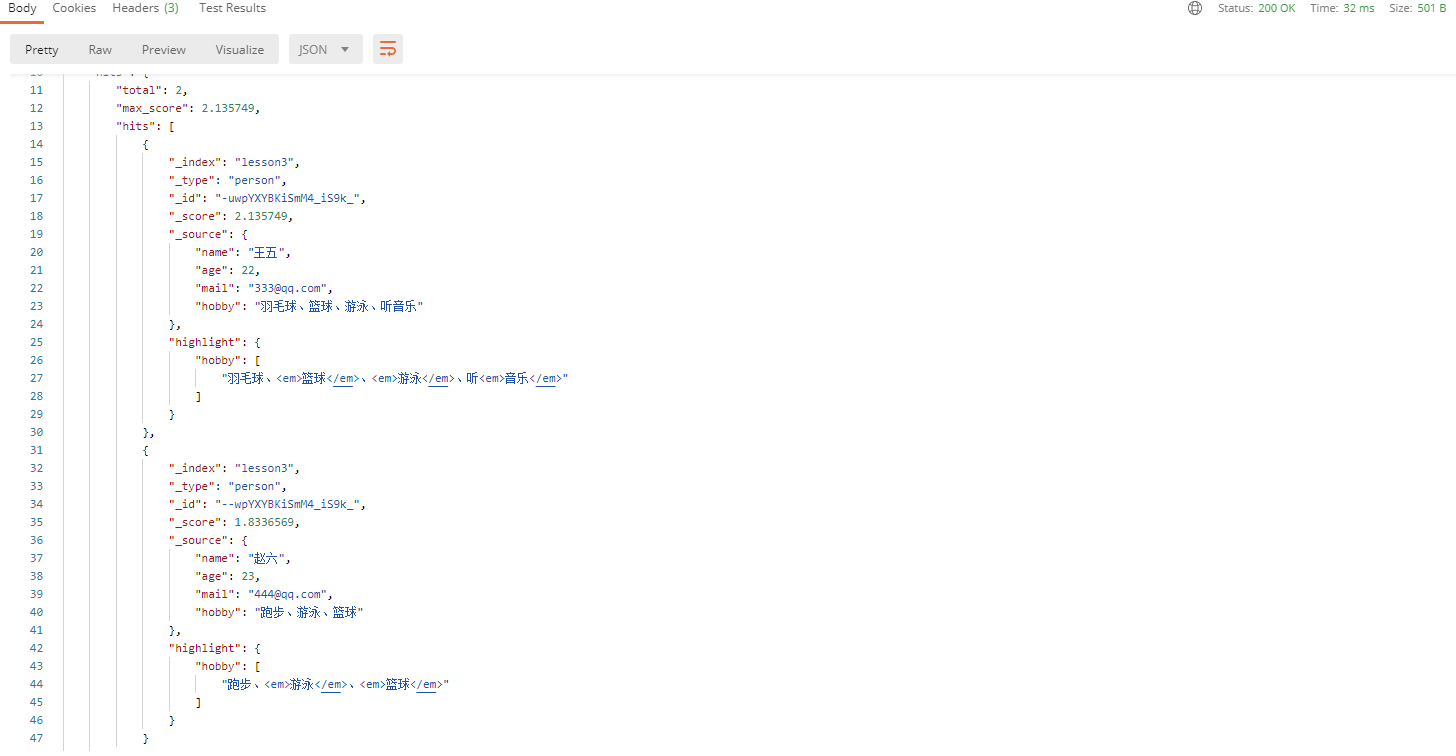 Body Cookies Headers (3) Test Results Status: 200 OK Time: 32 ms Size: 501 B
Pretty Raw Preview Visualize JSON
11 "total": 2,
12 "max_score": 2.135749,
13 "hits": [
14 {
15 "_index": "lesson3",
16 "_type": "person",
17 "_id": "-uwpYXYBKiSmM4_iS9k_",
18 "_score": 2.135749,
19 "_source": {
20 "name": "王五",
21 "age": 22,
22 "mail": "333@qq.com",
23 "hobby": "羽毛球、篮球、游泳、听音乐"
24 },
25 "highlight": {
26 "hobby": [
27 "羽毛球、<em>篮球</em>、<em>游泳</em>、听<em>音乐</em>"
28 ]
29 }
30 },
31 {
32 "_index": "lesson3",
33 "_type": "person",
34 "_id": "--wpYXYBKiSmM4_iS9k_",
35 "_score": 1.8336569,
36 "_source": {
37 "name": "赵六",
38 "age": 23,
39 "mail": "444@qq.com",
40 "hobby": "跑步、游泳、篮球"
41 },
42 "highlight": {
43 "hobby": [
44 "跑步、<em>游泳</em>、<em>篮球</em>"
45 ]
46 }
47 }